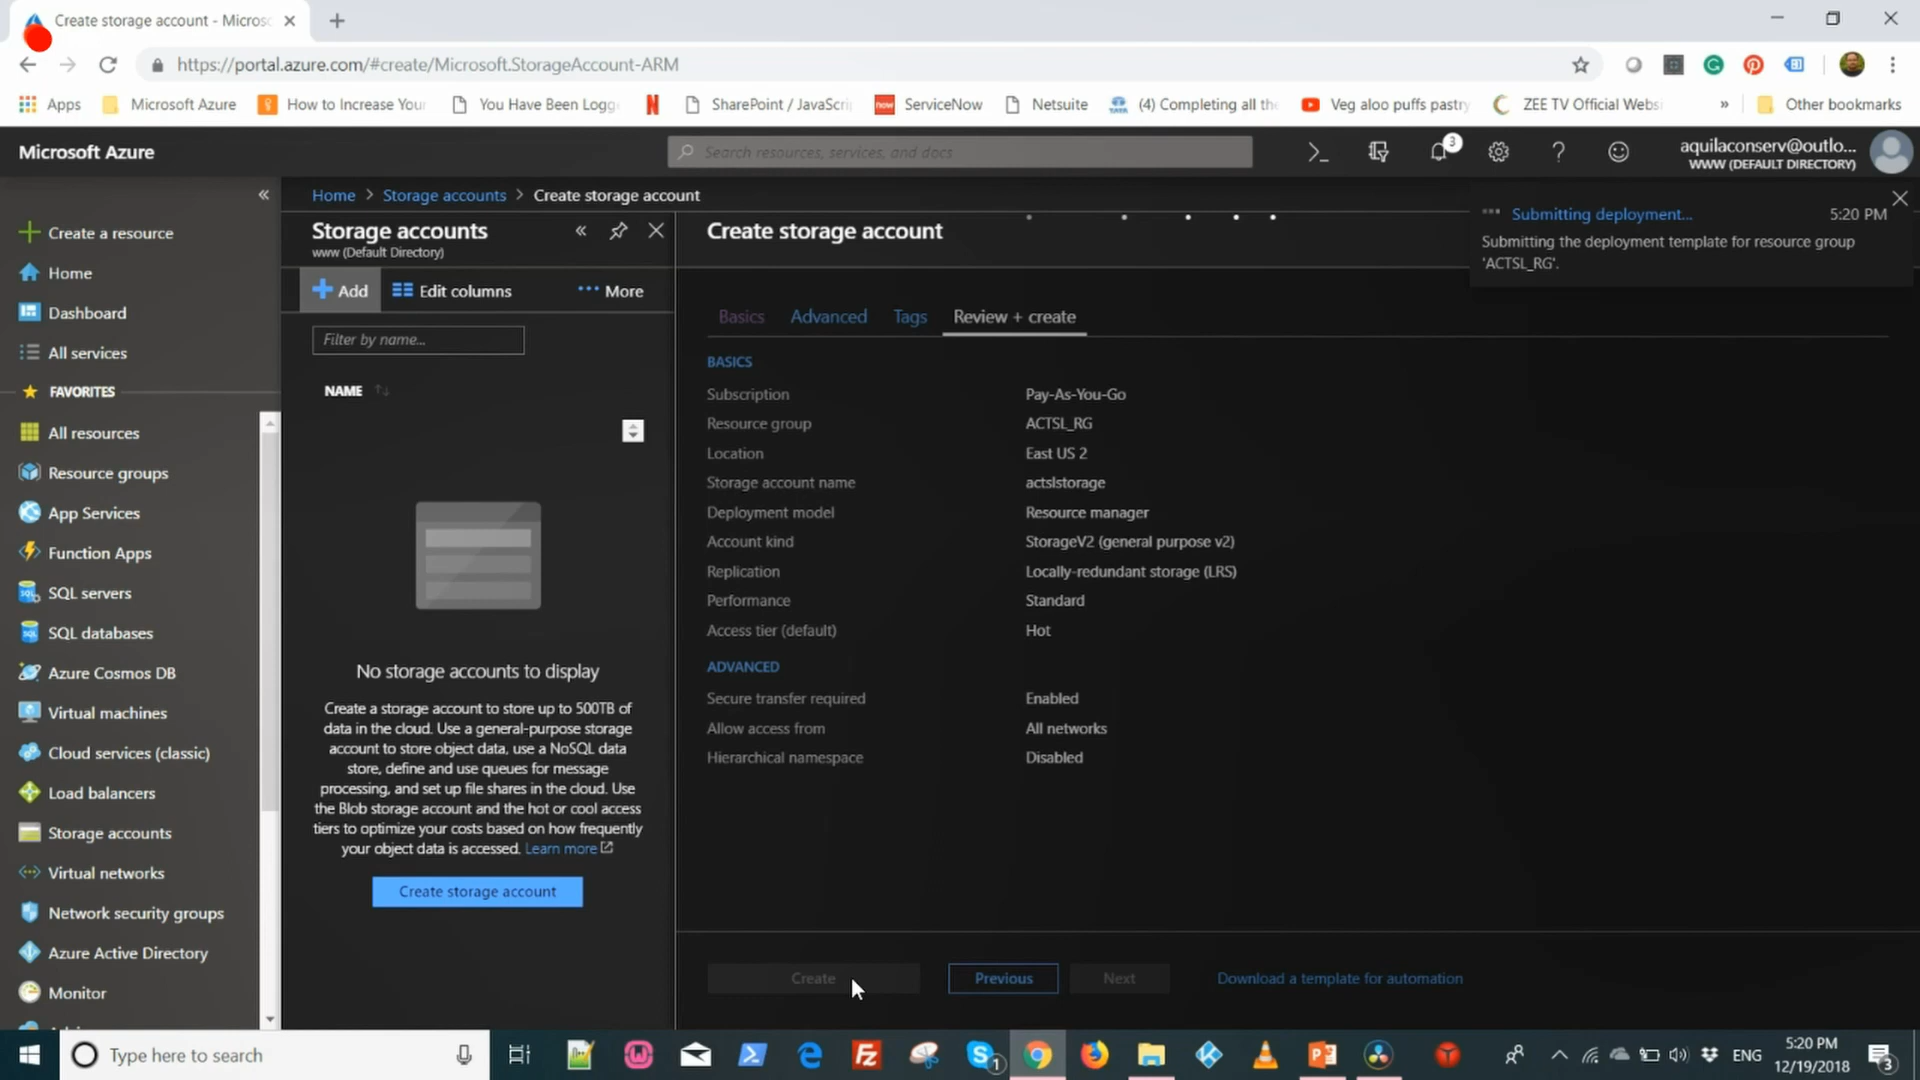 Create storage account - Micros
https://portal.azure.com/#create/Microsoft.StorageAccount-ARM
Apps
Microsoft Azure
How to Increase Your
You Have Been Logg
SharePoint / JavaScri
now
ServiceNow
Netsuite
TATA
(4) Completing all the
Veg aloo puffs pastry
ZEE TV Official Webs
»
Other bookmarks
Microsoft Azure
Search resources, services, and docs
3
aquilaconserv@outlo...
WWW (DEFAULT DIRECTORY)
Home > Storage accounts > Create storage account
Submitting deployment...
5:20 PM
Submitting the deployment template for resource group
'ACTSL_RG'.
Create a resource
Home
Dashboard
All services
FAVORITES
All resources
Resource groups
App Services
Function Apps
SQL servers
SQL databases
Azure Cosmos DB
Virtual machines
Cloud services (classic)
Load balancers
Storage accounts
Virtual networks
Network security groups
Azure Active Directory
Monitor
Storage accounts
www (Default Directory)
Add
Edit columns
More
Filter by name...
NAME
No storage accounts to display
Create a storage account to store up to 500TB of
data in the cloud. Use a general-purpose storage
account to store object data, use a NoSQL data
store, define and use queues for message
processing, and set up file shares in the cloud. Use
the Blob storage account and the hot or cool access
tiers to optimize your costs based on how frequently
your object data is accessed. Learn more
Create storage account
Create storage account
Basics
Advanced
Tags
Review + create
BASICS
Subscription Pay-As-You-Go
Resource group ACTSL_RG
Location East US 2
Storage account name actslstorage
Deployment model Resource manager
Account kind StorageV2 (general purpose v2)
Replication Locally-redundant storage (LRS)
Performance Standard
Access tier (default) Hot
ADVANCED
Secure transfer required Enabled
Allow access from All networks
Hierarchical namespace Disabled
Create
Previous
Next
Download a template for automation
Type here to search
1
ENG
5:20 PM
12/19/2018
3